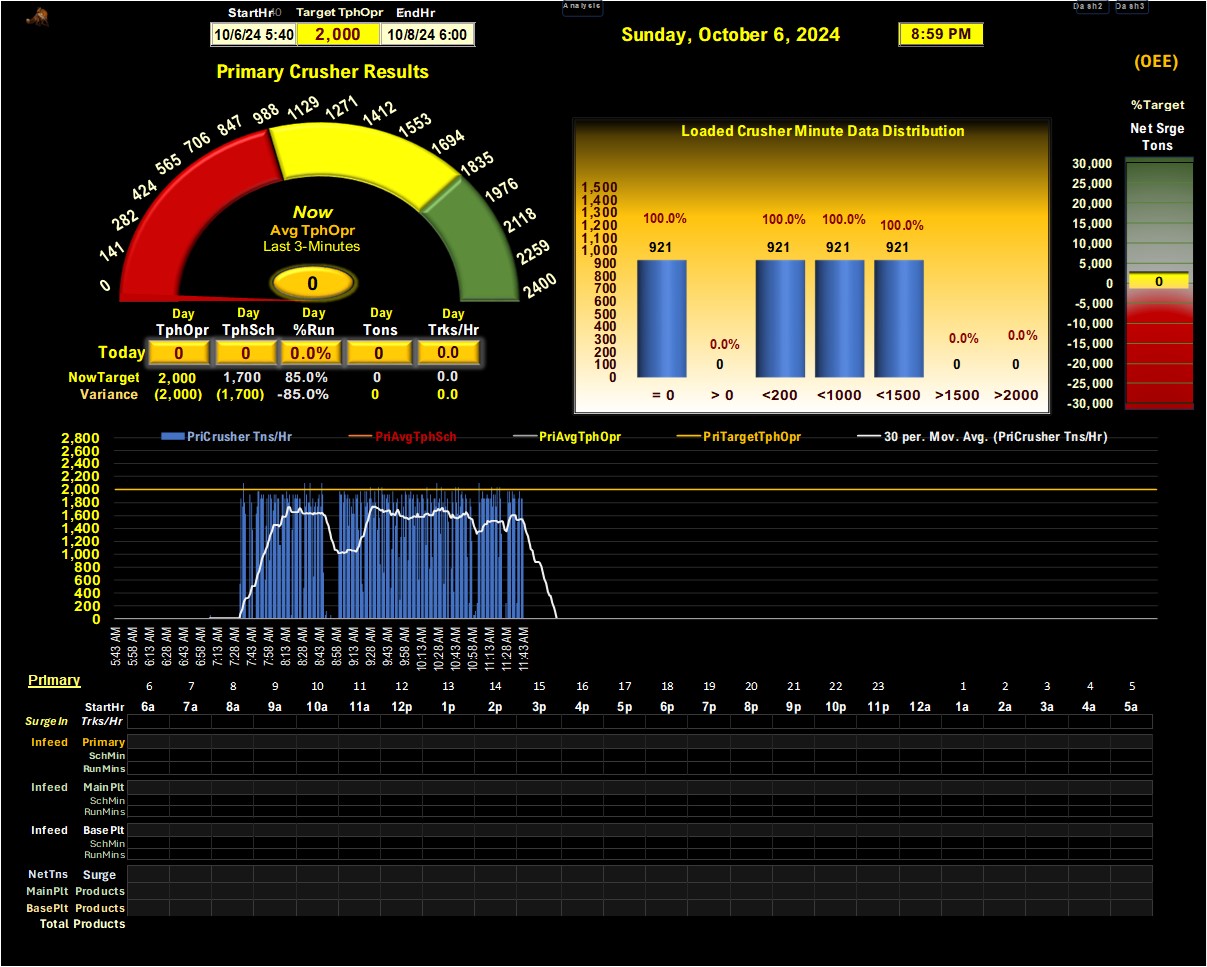 Analysis
Dash2 Dash3
StartHr Target TphOpr EndHr
10/6/24 5:40 2,000 10/8/24 6:00
Sunday, October 6, 2024
8:59 PM
(OEE)
Primary Crusher Results
%Target
Net Srge
Tons
0 141 282 424 565 706 847 988 1129 1271 1412 1553 1694 1835 1976 2118 2259 2400
Now
Avg TphOpr
Last 3-Minutes
0
Day Day Day Day Day
TphOpr TphSch %Run Tons Trks/Hr
Today 0 0 0.0% 0 0.0
NowTarget 2,000 1,700 85.0% 0 0.0
Variance (2,000) (1,700) -85.0% 0 0.0
Loaded Crusher Minute Data Distribution
1,500
1,400
1,300
1,200
1,100
1,000
900
800
700
600
500
400
300
200
100
0
100.0% 0.0% 100.0% 100.0% 100.0% 0.0% 0.0%
921 0 921 921 921 0 0
= 0 > 0 <200 <1000 <1500 >1500 >2000
30,000
25,000
20,000
15,000
10,000
5,000
0
-5,000
-10,000
-15,000
-20,000
-25,000
-30,000
0
PriCrusher Tns/Hr PriAvgTphSch PriAvgTphOpr PriTargetTphOpr 30 per. Mov. Avg. (PriCrusher Tns/Hr)
2,800
2,600
2,400
2,200
2,000
1,800
1,600
1,400
1,200
1,000
800
600
400
200
0
5:43 AM 5:58 AM 6:13 AM 6:28 AM 6:43 AM 6:58 AM 7:13 AM 7:28 AM 7:43 AM 7:58 AM 8:13 AM 8:28 AM 8:43 AM 8:58 AM 9:13 AM 9:28 AM 9:43 AM 9:58 AM 10:13 AM 10:28 AM 10:43 AM 10:58 AM 11:13 AM 11:28 AM 11:43 AM
Primary
6 7 8 9 10 11 12 13 14 15 16 17 18 19 20 21 22 23 1 2 3 4 5
StartHr 6a 7a 8a 9a 10a 11a 12p 1p 2p 3p 4p 5p 6p 7p 8p 9p 10p 11p 12a 1a 2a 3a 4a 5a
SurgeIn Trks/Hr
Infeed Primary
SchMin
RunMins
Infeed MainPlt
SchMin
RunMins
Infeed BasePlt
SchMin
RunMins
NetTns Surge
MainPlt Products
BasePlt Products
Total Products